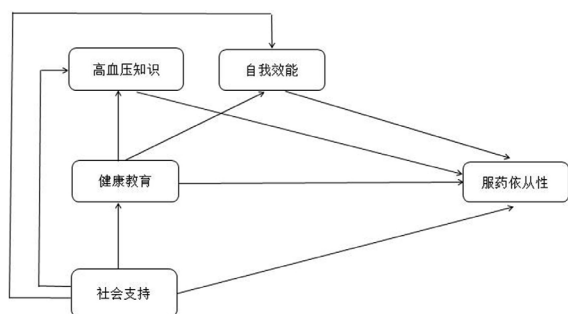 高血压知识
自我效能
健康教育
服药依从性
社会支持